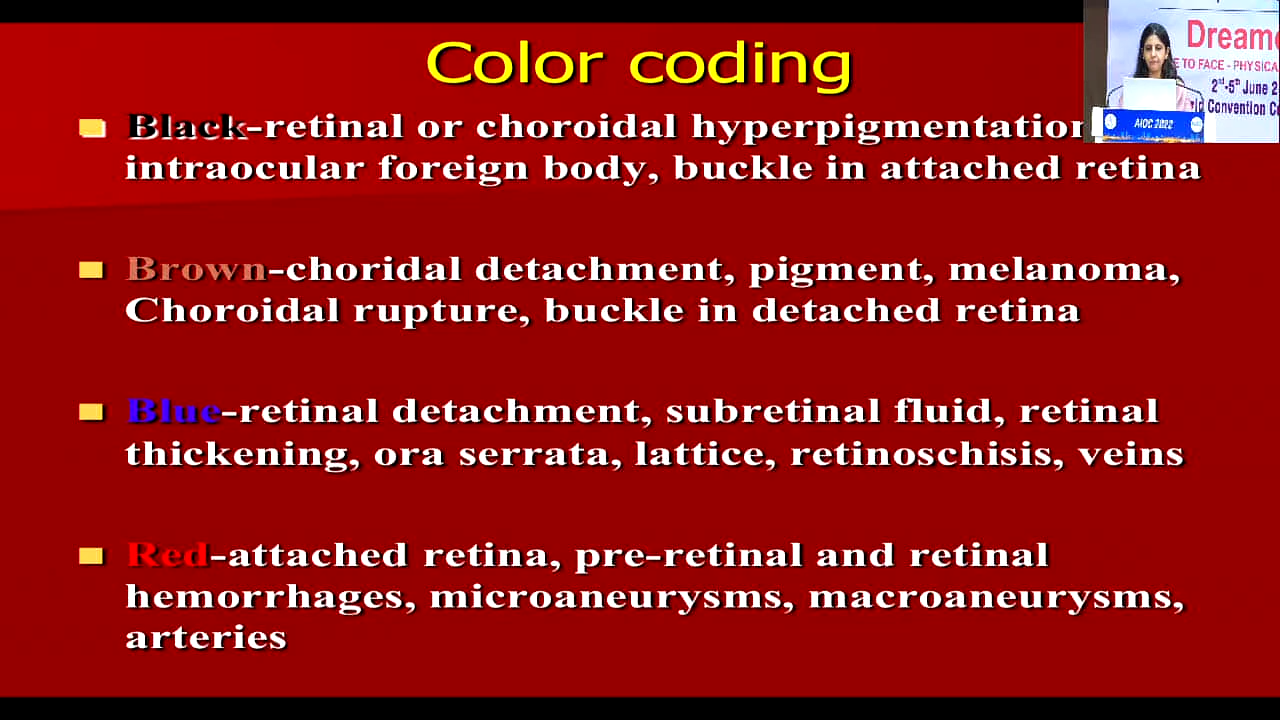 Color coding
Black-retinal or choroidal hyperpigmentation
intraocular foreign body, buckle in attached retina
Brown-choridal detachment, pigment, melanoma,
Choroidal rupture, buckle in detached retina
Blue-retinal detachment, subretinal fluid, retinal
thickening, ora serrata, lattice, retinoschisis, veins
Red-attached retina, pre-retinal and retinal
hemorrhages, microaneurysms, macroaneurysms,
arteries
Dream
E TO FACE - PHYSICA
2nd-5th June 2
Convention C
AIOC 2022